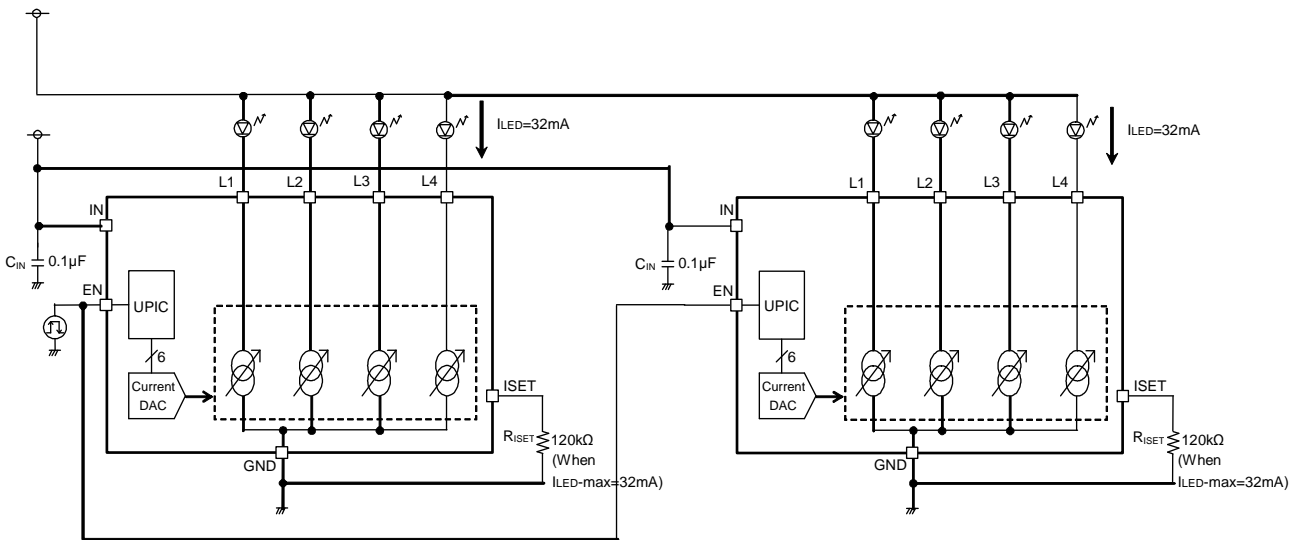 ILED=32mA
ILED=32mA
L1 L2 L3 L4
L1 L2 L3 L4
IN
IN
CIN 0.1µF
CIN 0.1µF
EN
EN
UPIC
UPIC
6
6
Current
DAC
Current
DAC
ISET
ISET
RISET 120kΩ
(When
ILED-max=32mA)
RISET 120kΩ
(When
ILED-max=32mA)
GND
GND